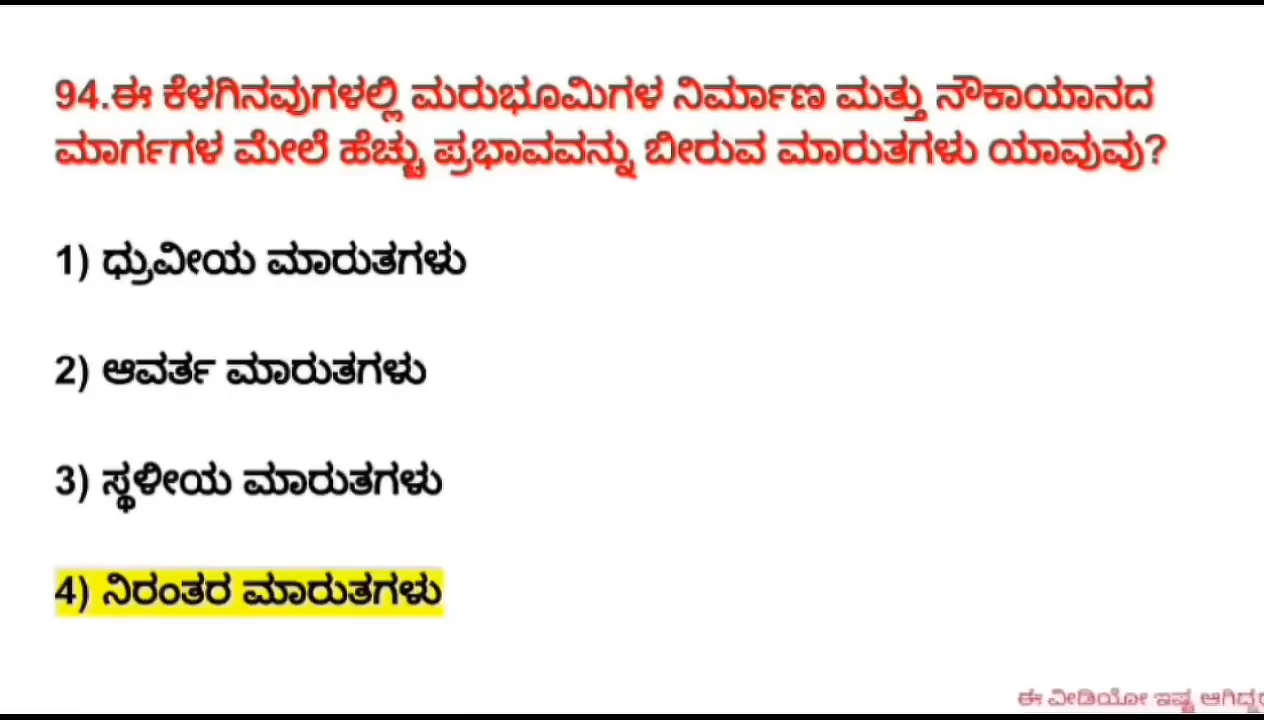 94.ಈ ಕೆಳಗಿನವುಗಳಲ್ಲಿ ಮರುಭೂಮಿಗಳ ನಿರ್ಮಾಣ ಮತ್ತು ನೌಕಾಯಾನದ
ಮಾರ್ಗಗಳ ಮೇಲೆ ಹೆಚ್ಚು ಪ್ರಭಾವವನ್ನು ಬೀರುವ ಮಾರುತಗಳು ಯಾವುವು?
1) ಧ್ರುವೀಯ ಮಾರುತಗಳು
2) ಆವರ್ತ ಮಾರುತಗಳು
3) ಸ್ಥಳೀಯ ಮಾರುತಗಳು
4) ನಿರಂತರ ಮಾರುತಗಳು
ಈ ವೀಡಿಯೋ ಇಷ್ಟ